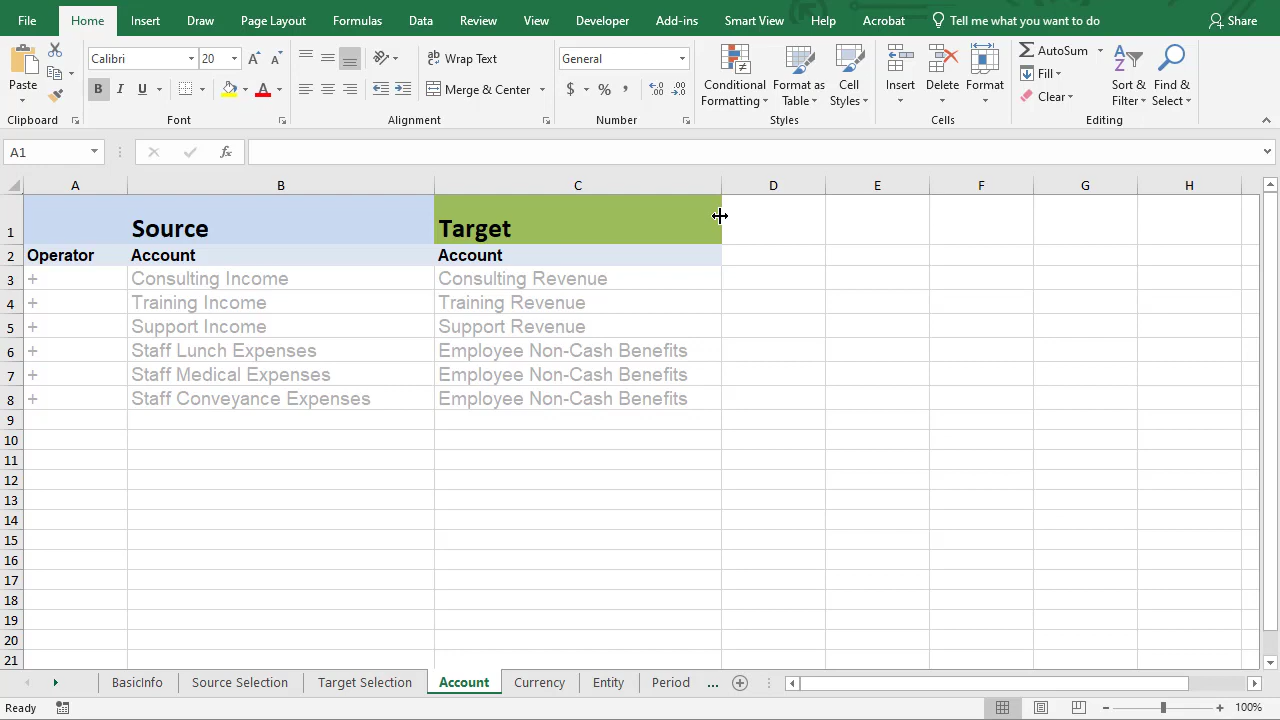 File Home Insert Draw Page Layout Formulas Data Review View Developer Add-ins Smart View Help Acrobat Tell me what you want to do Share
Paste
Clipboard
Calibri 20
B I U
Font
Wrap Text
Merge & Center
Alignment
General
$ % ,
Number
Conditional Formatting
Format as Table
Cell Styles
Styles
Insert Delete Format
Cells
AutoSum
Fill
Clear
Sort & Filter
Find & Select
Editing
A1 fx
A B C D E F G H
1 Source Target
2 Operator Account Account
3 + Consulting Income Consulting Revenue
4 + Training Income Training Revenue
5 + Support Income Support Revenue
6 + Staff Lunch Expenses Employee Non-Cash Benefits
7 + Staff Medical Expenses Employee Non-Cash Benefits
8 + Staff Conveyance Expenses Employee Non-Cash Benefits
9
10
11
12
13
14
15
16
17
18
19
20
21
BasicInfo Source Selection Target Selection Account Currency Entity Period ...
Ready 100%